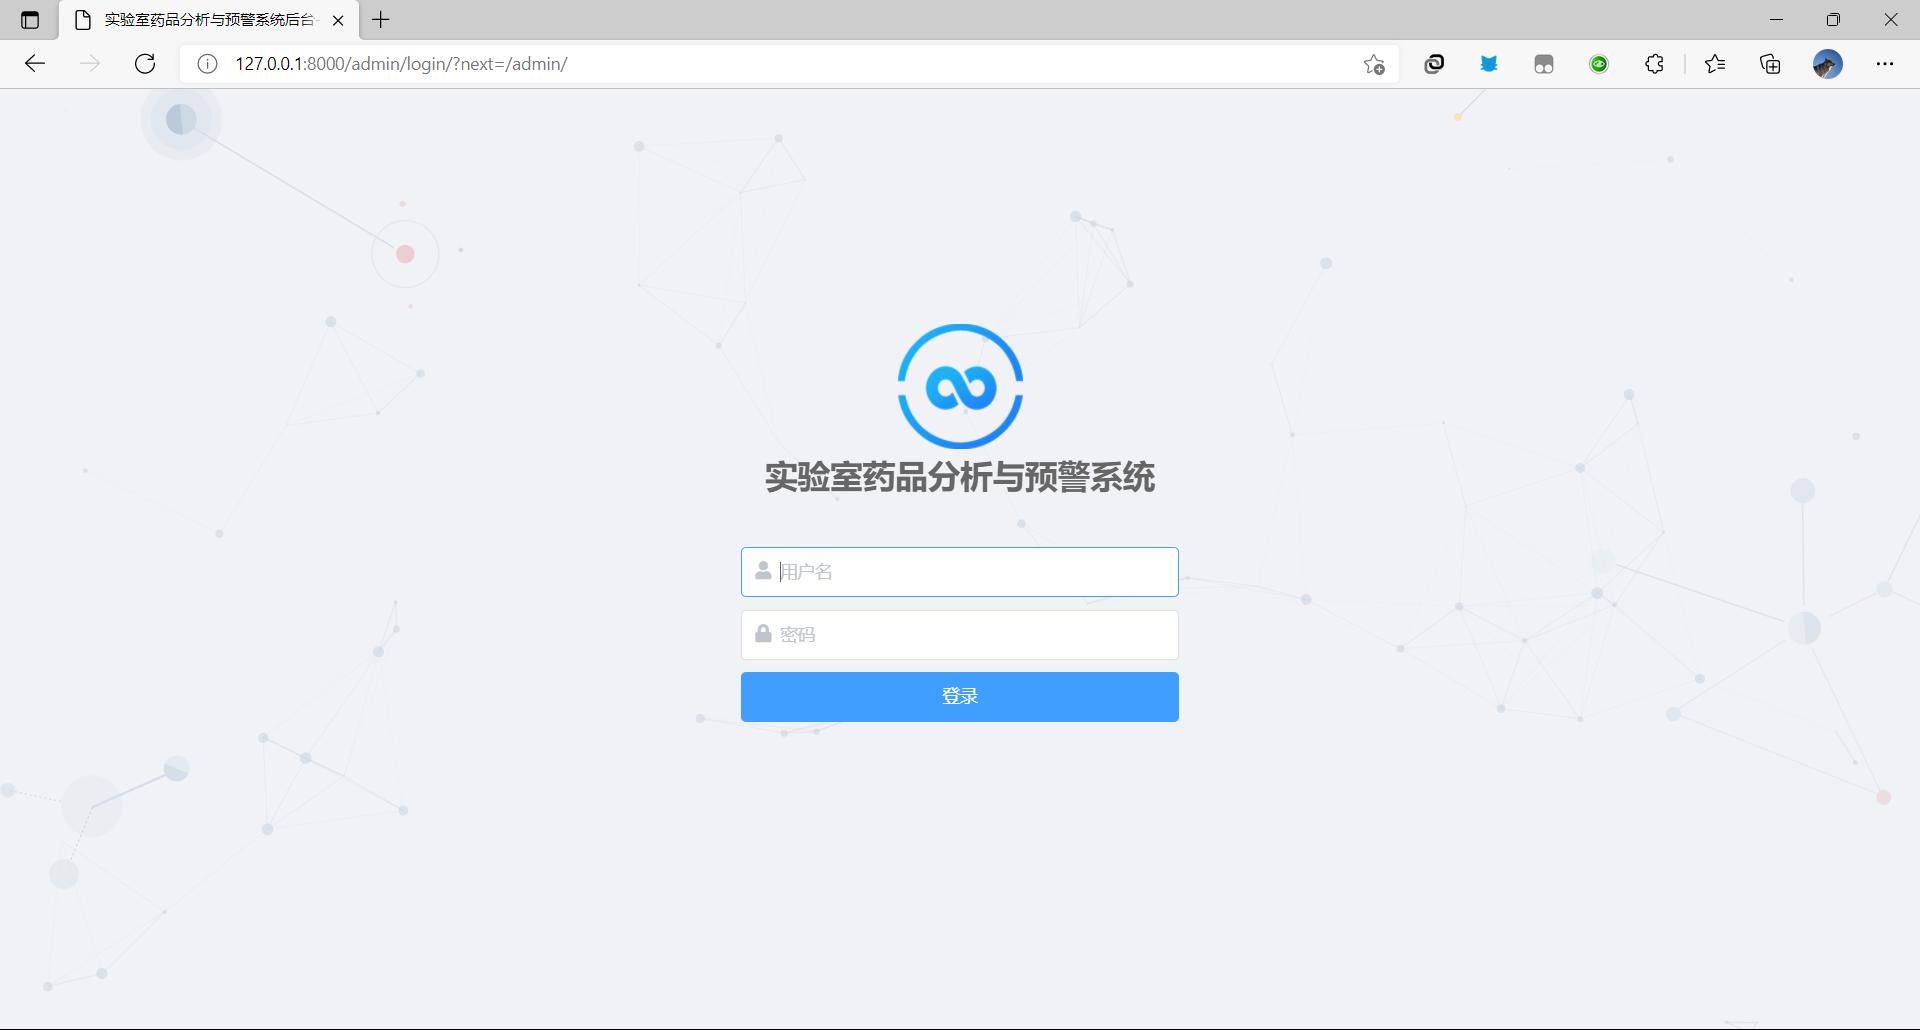 实验室药品分析与预警系统后台
127.0.0.1:8000/admin/login/?next=/admin/
实验室药品分析与预警系统
用户名
密码
登录